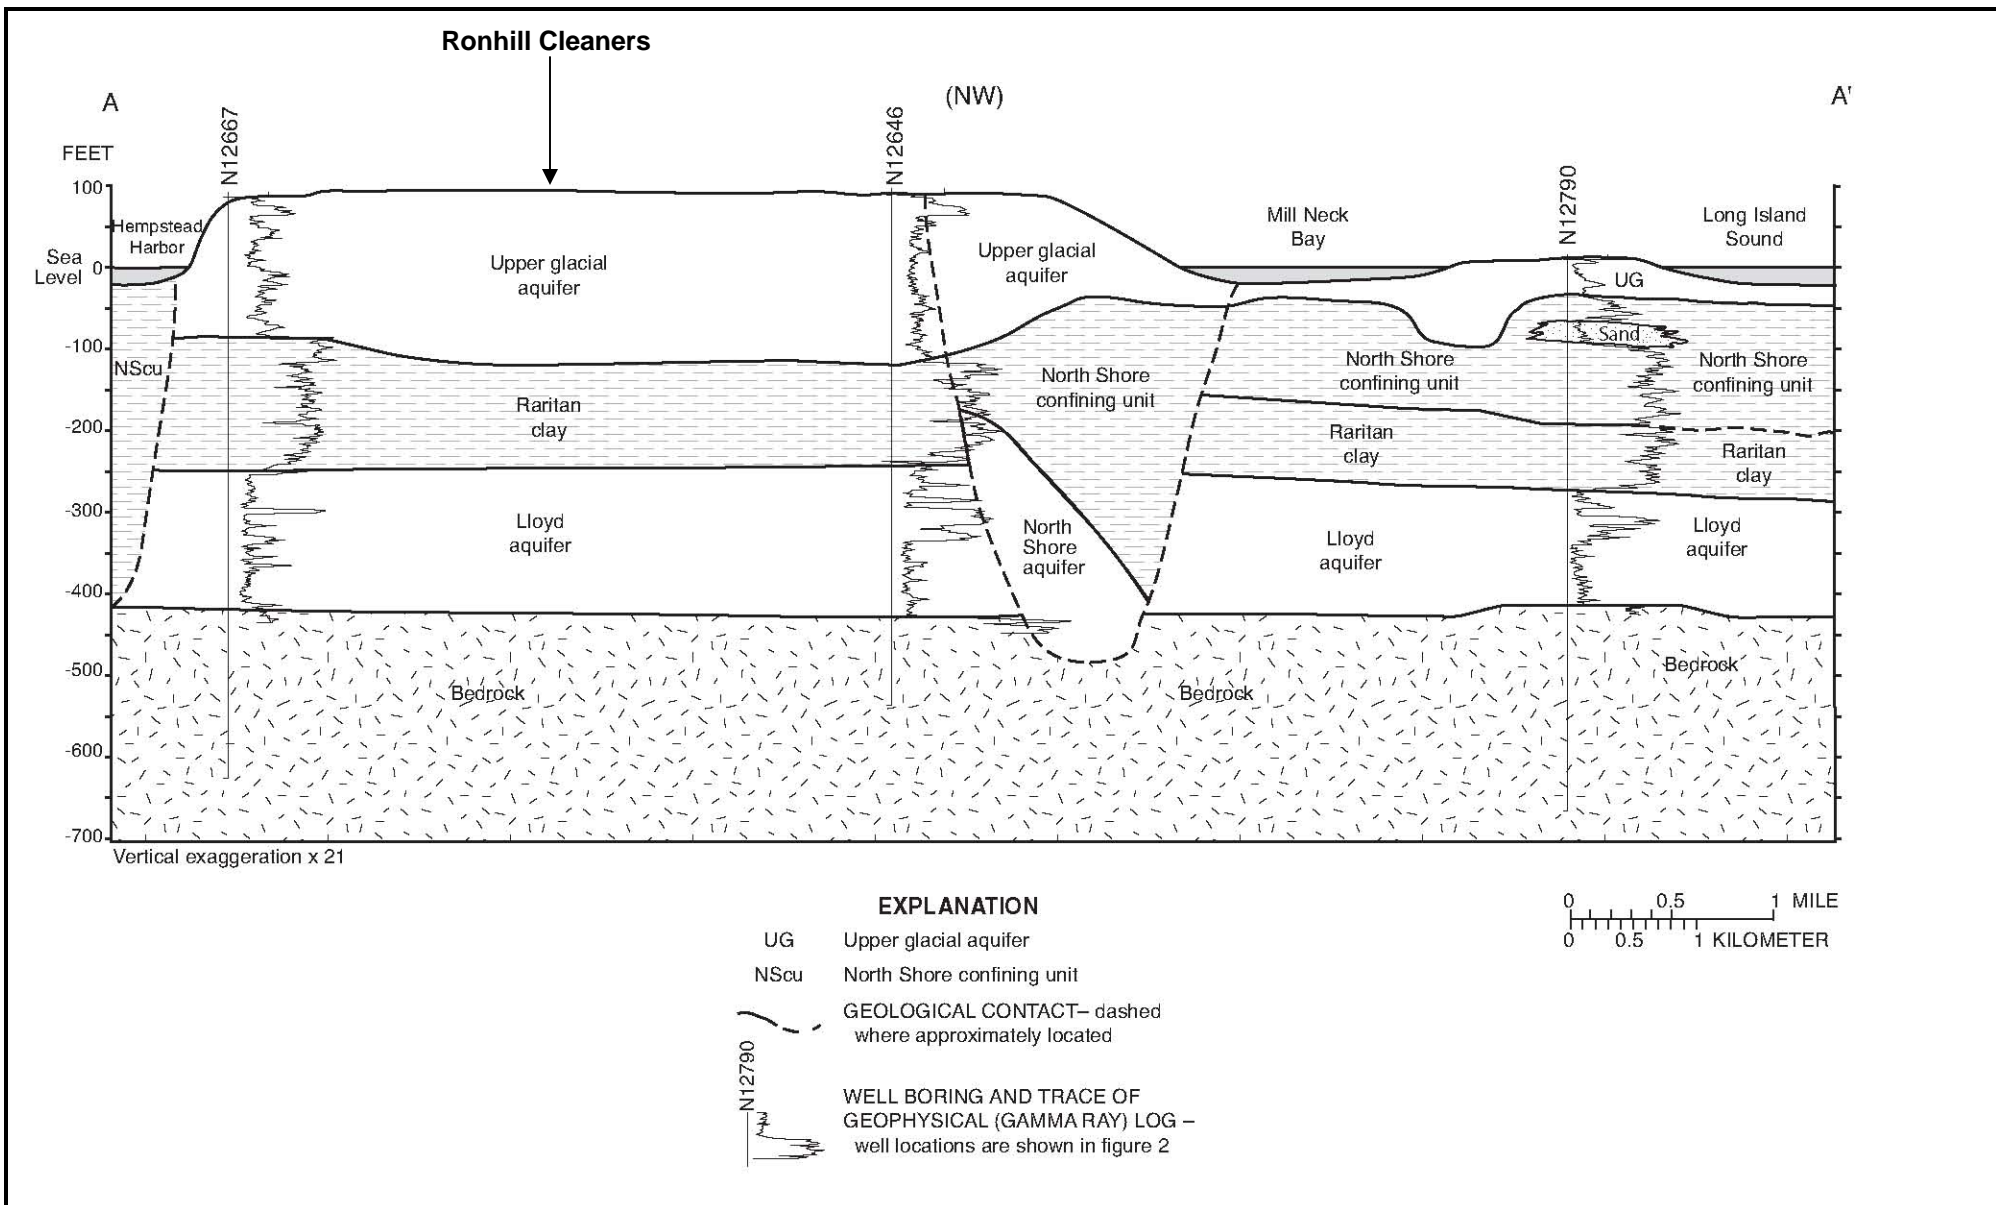 Ronhill Cleaners
A
(NW)
A'
N12667
N12646
N12790
FEET
100
Sea
Level
0
-100
-200
-300
-400
-500
-600
-700
Hempstead
Harbor
Mill Neck
Bay
Long Island
Sound
Upper glacial
aquifer
Upper glacial
aquifer
UG
Sand
NScu
North Shore
confining unit
North Shore
confining unit
North Shore
confining unit
Raritan
clay
Raritan
clay
Raritan
clay
Lloyd
aquifer
North
Shore
aquifer
Lloyd
aquifer
Lloyd
aquifer
Bedrock
Bedrock
Bedrock
Vertical exaggeration x 21
0 0.5 1 MILE
0 0.5 1 KILOMETER
EXPLANATION
UG Upper glacial aquifer
NScu North Shore confining unit
GEOLOGICAL CONTACT– dashed
where approximately located
N12790
WELL BORING AND TRACE OF
GEOPHYSICAL (GAMMA RAY) LOG –
well locations are shown in figure 2